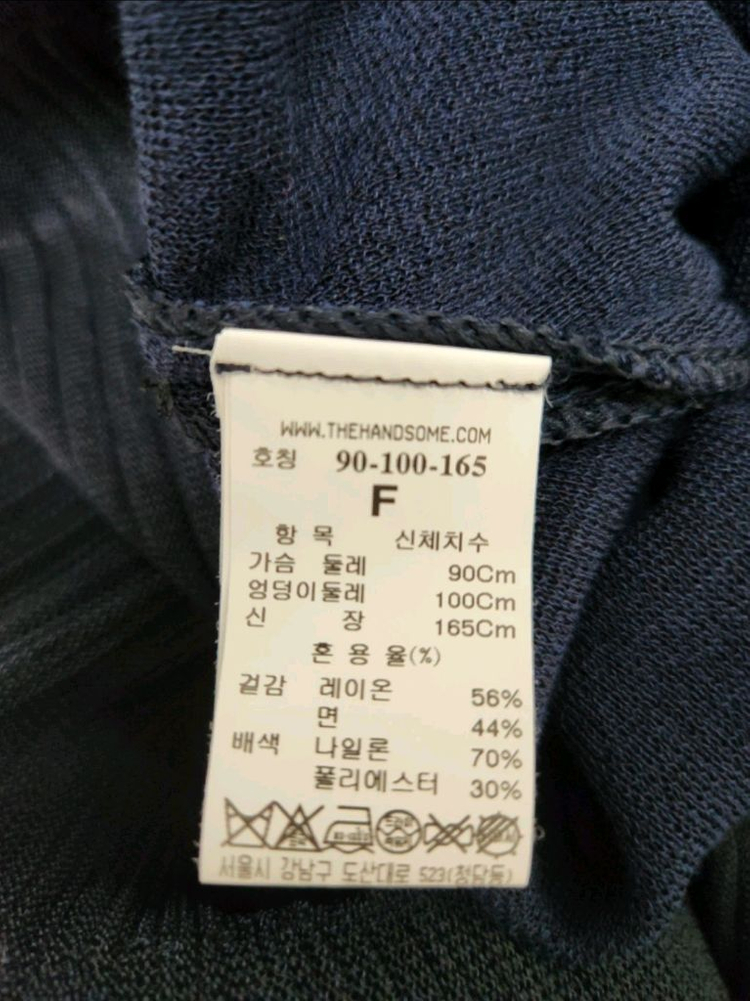 WWW.THEHANDSOME.COM
호칭 90-100-165
F
항 목 신체치수
가슴 둘레 90Cm
엉덩이둘레 100Cm
신 장 165Cm
혼 용 율(%)
겉감 레이온 56%
면 44%
배색 나일론 70%
폴리에스터 30%
서울시 강남구 도산대로 523(청담동)